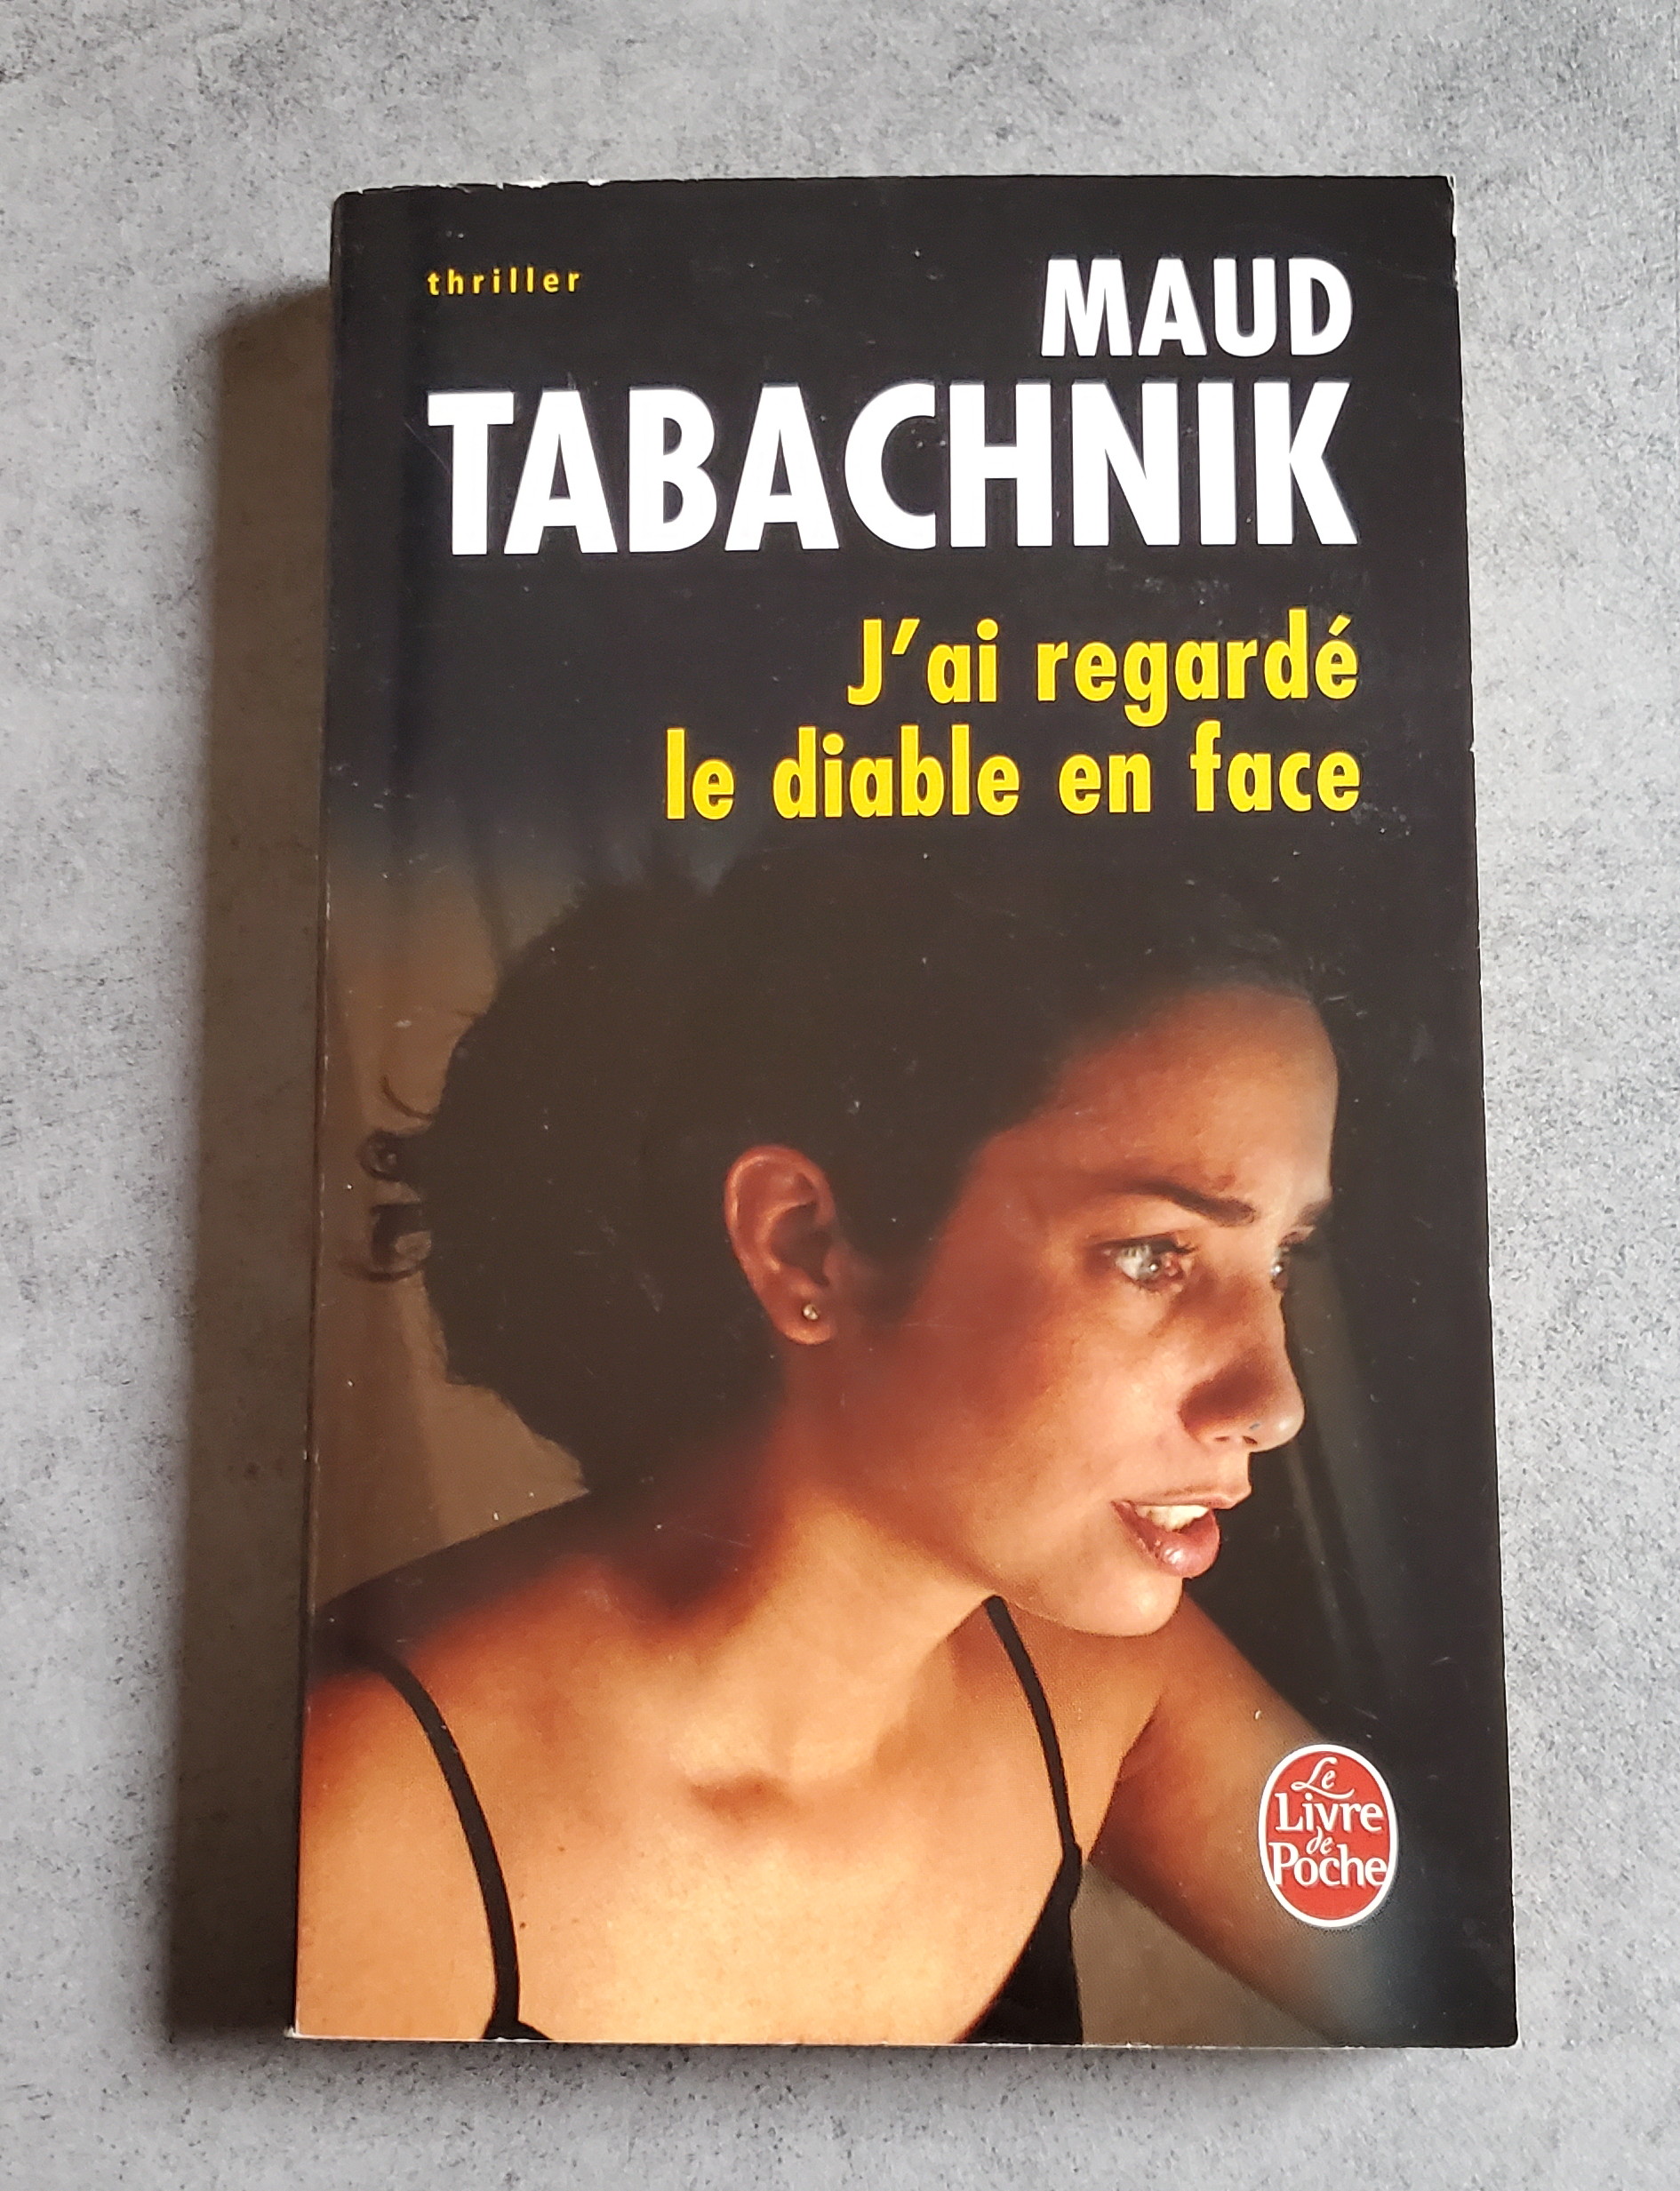 thriller
MAUD
TABACHNIK
J'ai regardé
le diable en face
Le
Livre
de
Poche